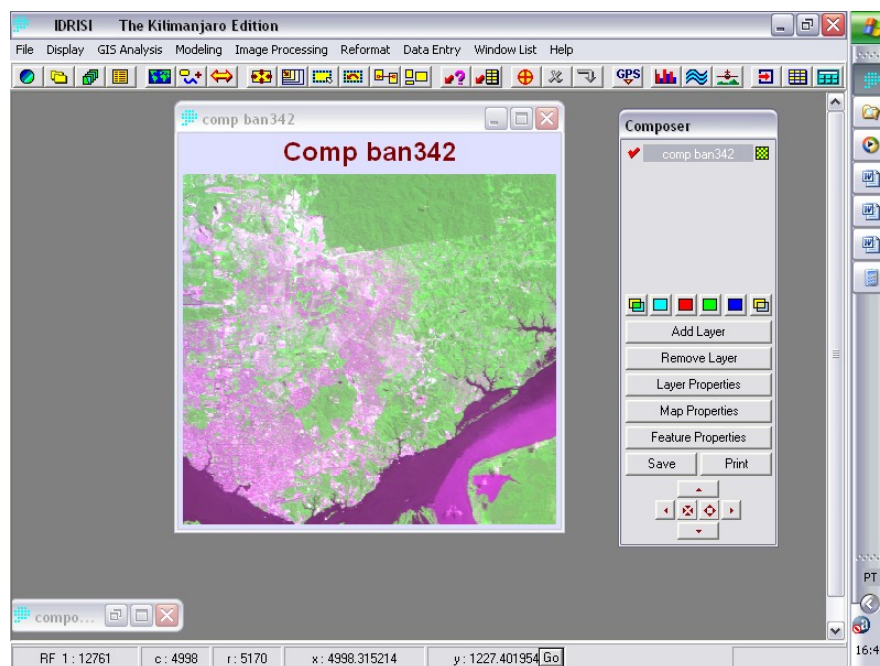 IDRISI The Kilimanjaro Edition
File Display GIS Analysis Modeling Image Processing Reformat Data Entry Window List Help
GPS
comp ban342
Comp ban342
Composer
comp ban342
Add Layer
Remove Layer
Layer Properties
Map Properties
Feature Properties
Save Print
compo...
RF 1 : 12761 c : 4998 r : 5170 x : 4998.315214 y : 1227.401954 Go
PT
16:4